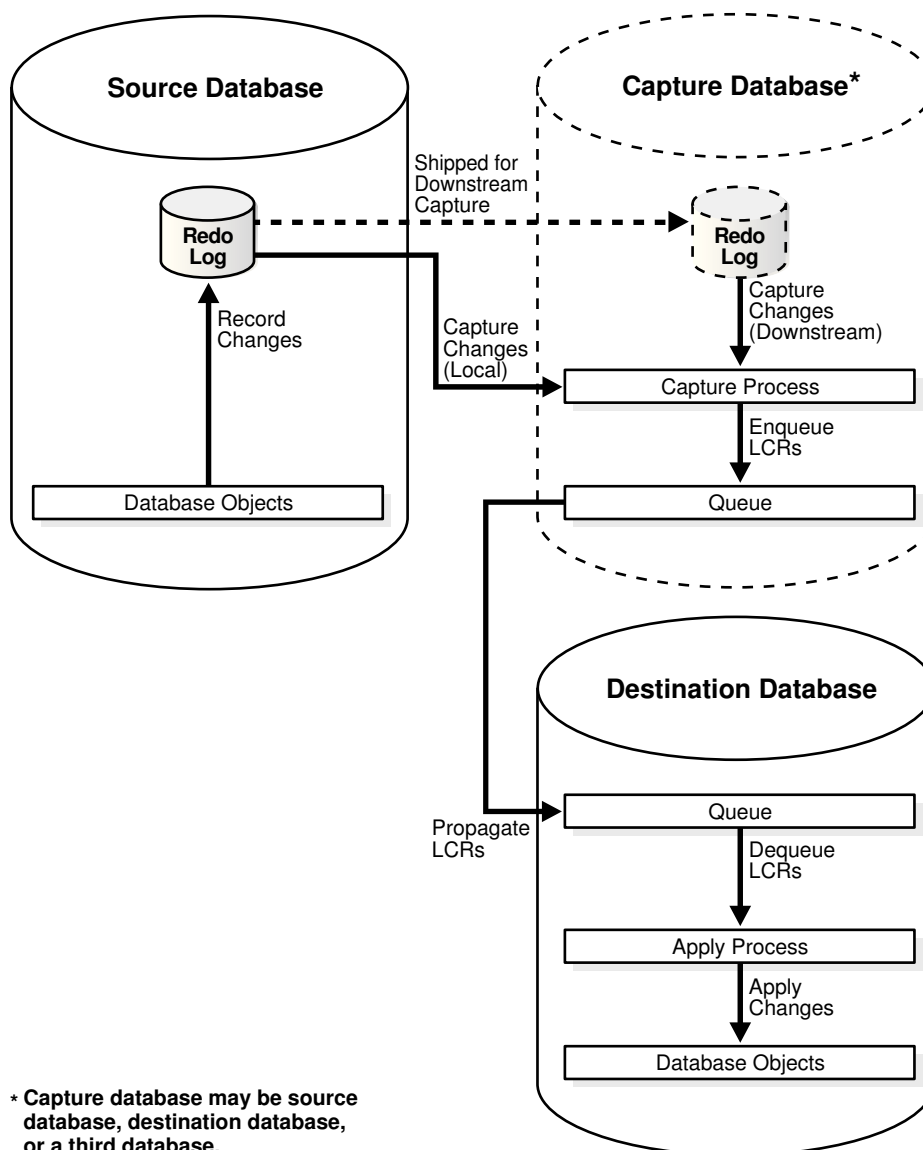 Source Database
Capture Database*
Shipped for
Downstream
Capture
Redo
Log
Redo
Log
Record
Changes
Capture
Changes
(Local)
Capture
Changes
(Downstream)
Capture Process
Enqueue
LCRs
Database Objects
Queue
Destination Database
Propagate
LCRs
Queue
Dequeue
LCRs
Apply Process
Apply
Changes
Database Objects
* Capture database may be source
database, destination database,
or a third database.